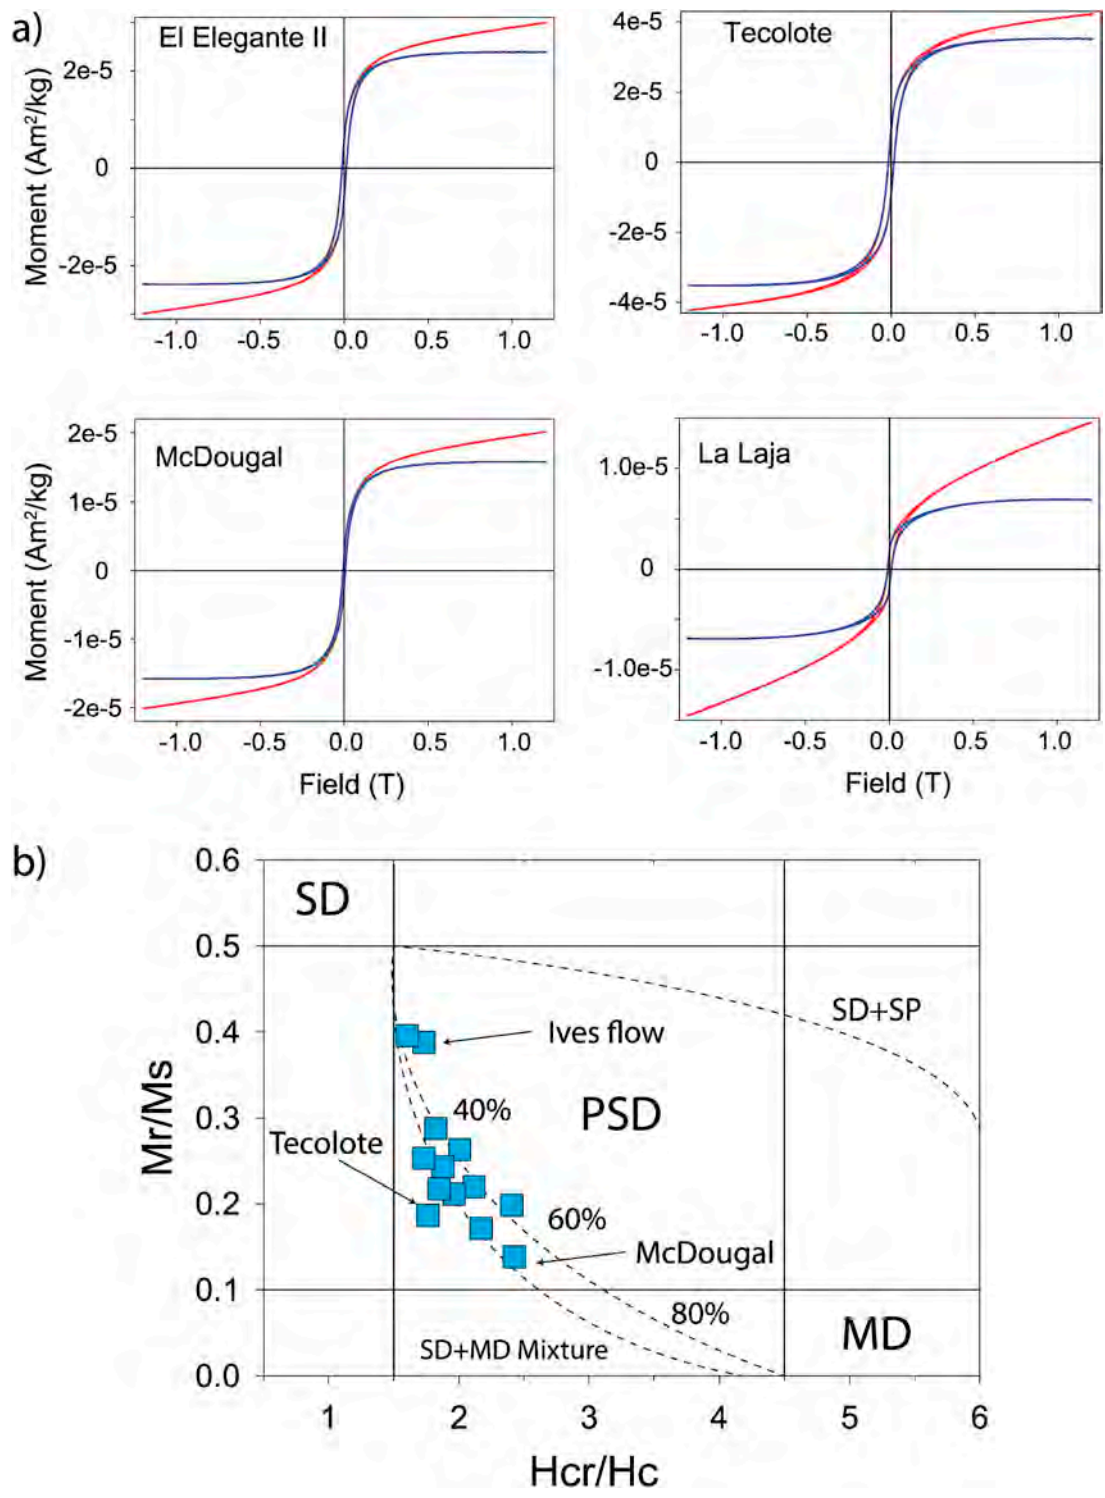 a)
El Elegante II
Moment (Am²/kg)
2e-5
0
-2e-5
-1.0
-0.5
0.0
0.5
1.0
Tecolote
4e-5
2e-5
0
-2e-5
-4e-5
-1.0
-0.5
0.0
0.5
1.0
McDougal
Moment (Am²/kg)
2e-5
1e-5
0
-1e-5
-2e-5
-1.0
-0.5
0.0
0.5
1.0
Field (T)
La Laja
1.0e-5
0
-1.0e-5
-1.0
-0.5
0.0
0.5
1.0
Field (T)
b)
Mr/Ms
0.6
0.5
0.4
0.3
0.2
0.1
0.0
SD
SD+SP
Ives flow
40%
PSD
Tecolote
60%
McDougal
80%
MD
SD+MD Mixture
1
2
3
4
5
6
Hcr/Hc